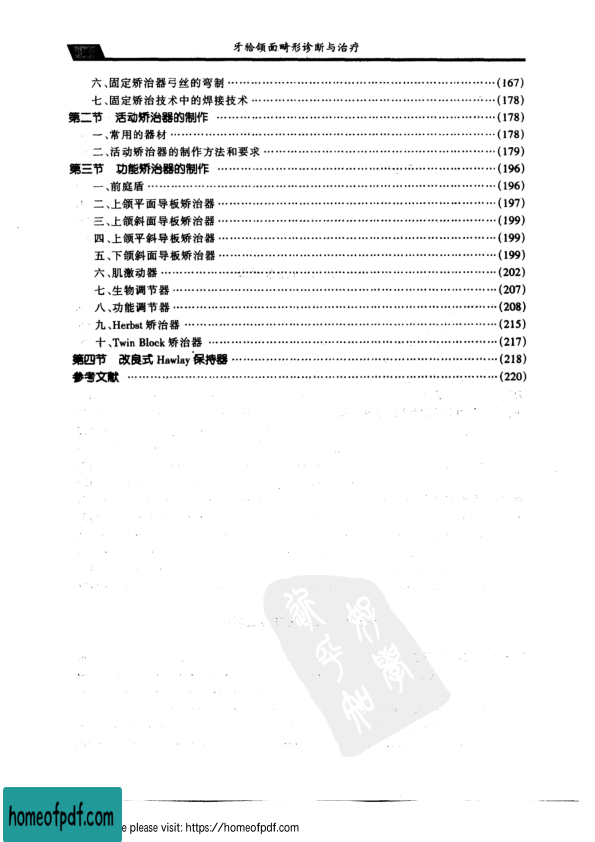 牙𬌗颌面畸形诊断与治疗
六、固定矫治器弓丝的弯制 ……………………………………………………(167)
七、固定矫治技术中的焊接技术 ………………………………………………(178)
第二节 活动矫治器的制作 ………………………………………………………(178)
一、常用的器材 …………………………………………………………………(178)
二、活动矫治器的制作方法和要求 ……………………………………………(179)
第三节 功能矫治器的制作 ………………………………………………………(196)
一、前庭盾 ………………………………………………………………………(196)
二、上颌平面导板矫治器 ………………………………………………………(197)
三、上颌斜面导板矫治器 ………………………………………………………(199)
四、上颌平斜导板矫治器 ………………………………………………………(199)
五、下颌斜面导板矫治器 ………………………………………………………(199)
六、肌激动器 ……………………………………………………………………(202)
七、生物调节器 …………………………………………………………………(207)
八、功能调节器 …………………………………………………………………(208)
九、Herbst 矫治器 ………………………………………………………………(215)
十、Twin Block 矫治器 …………………………………………………………(217)
第四节 改良式 Hawlay 保持器 …………………………………………………(218)
参考文献 …………………………………………………………………………(220)
homeofpdf.com
e please visit: https://homeofpdf.com